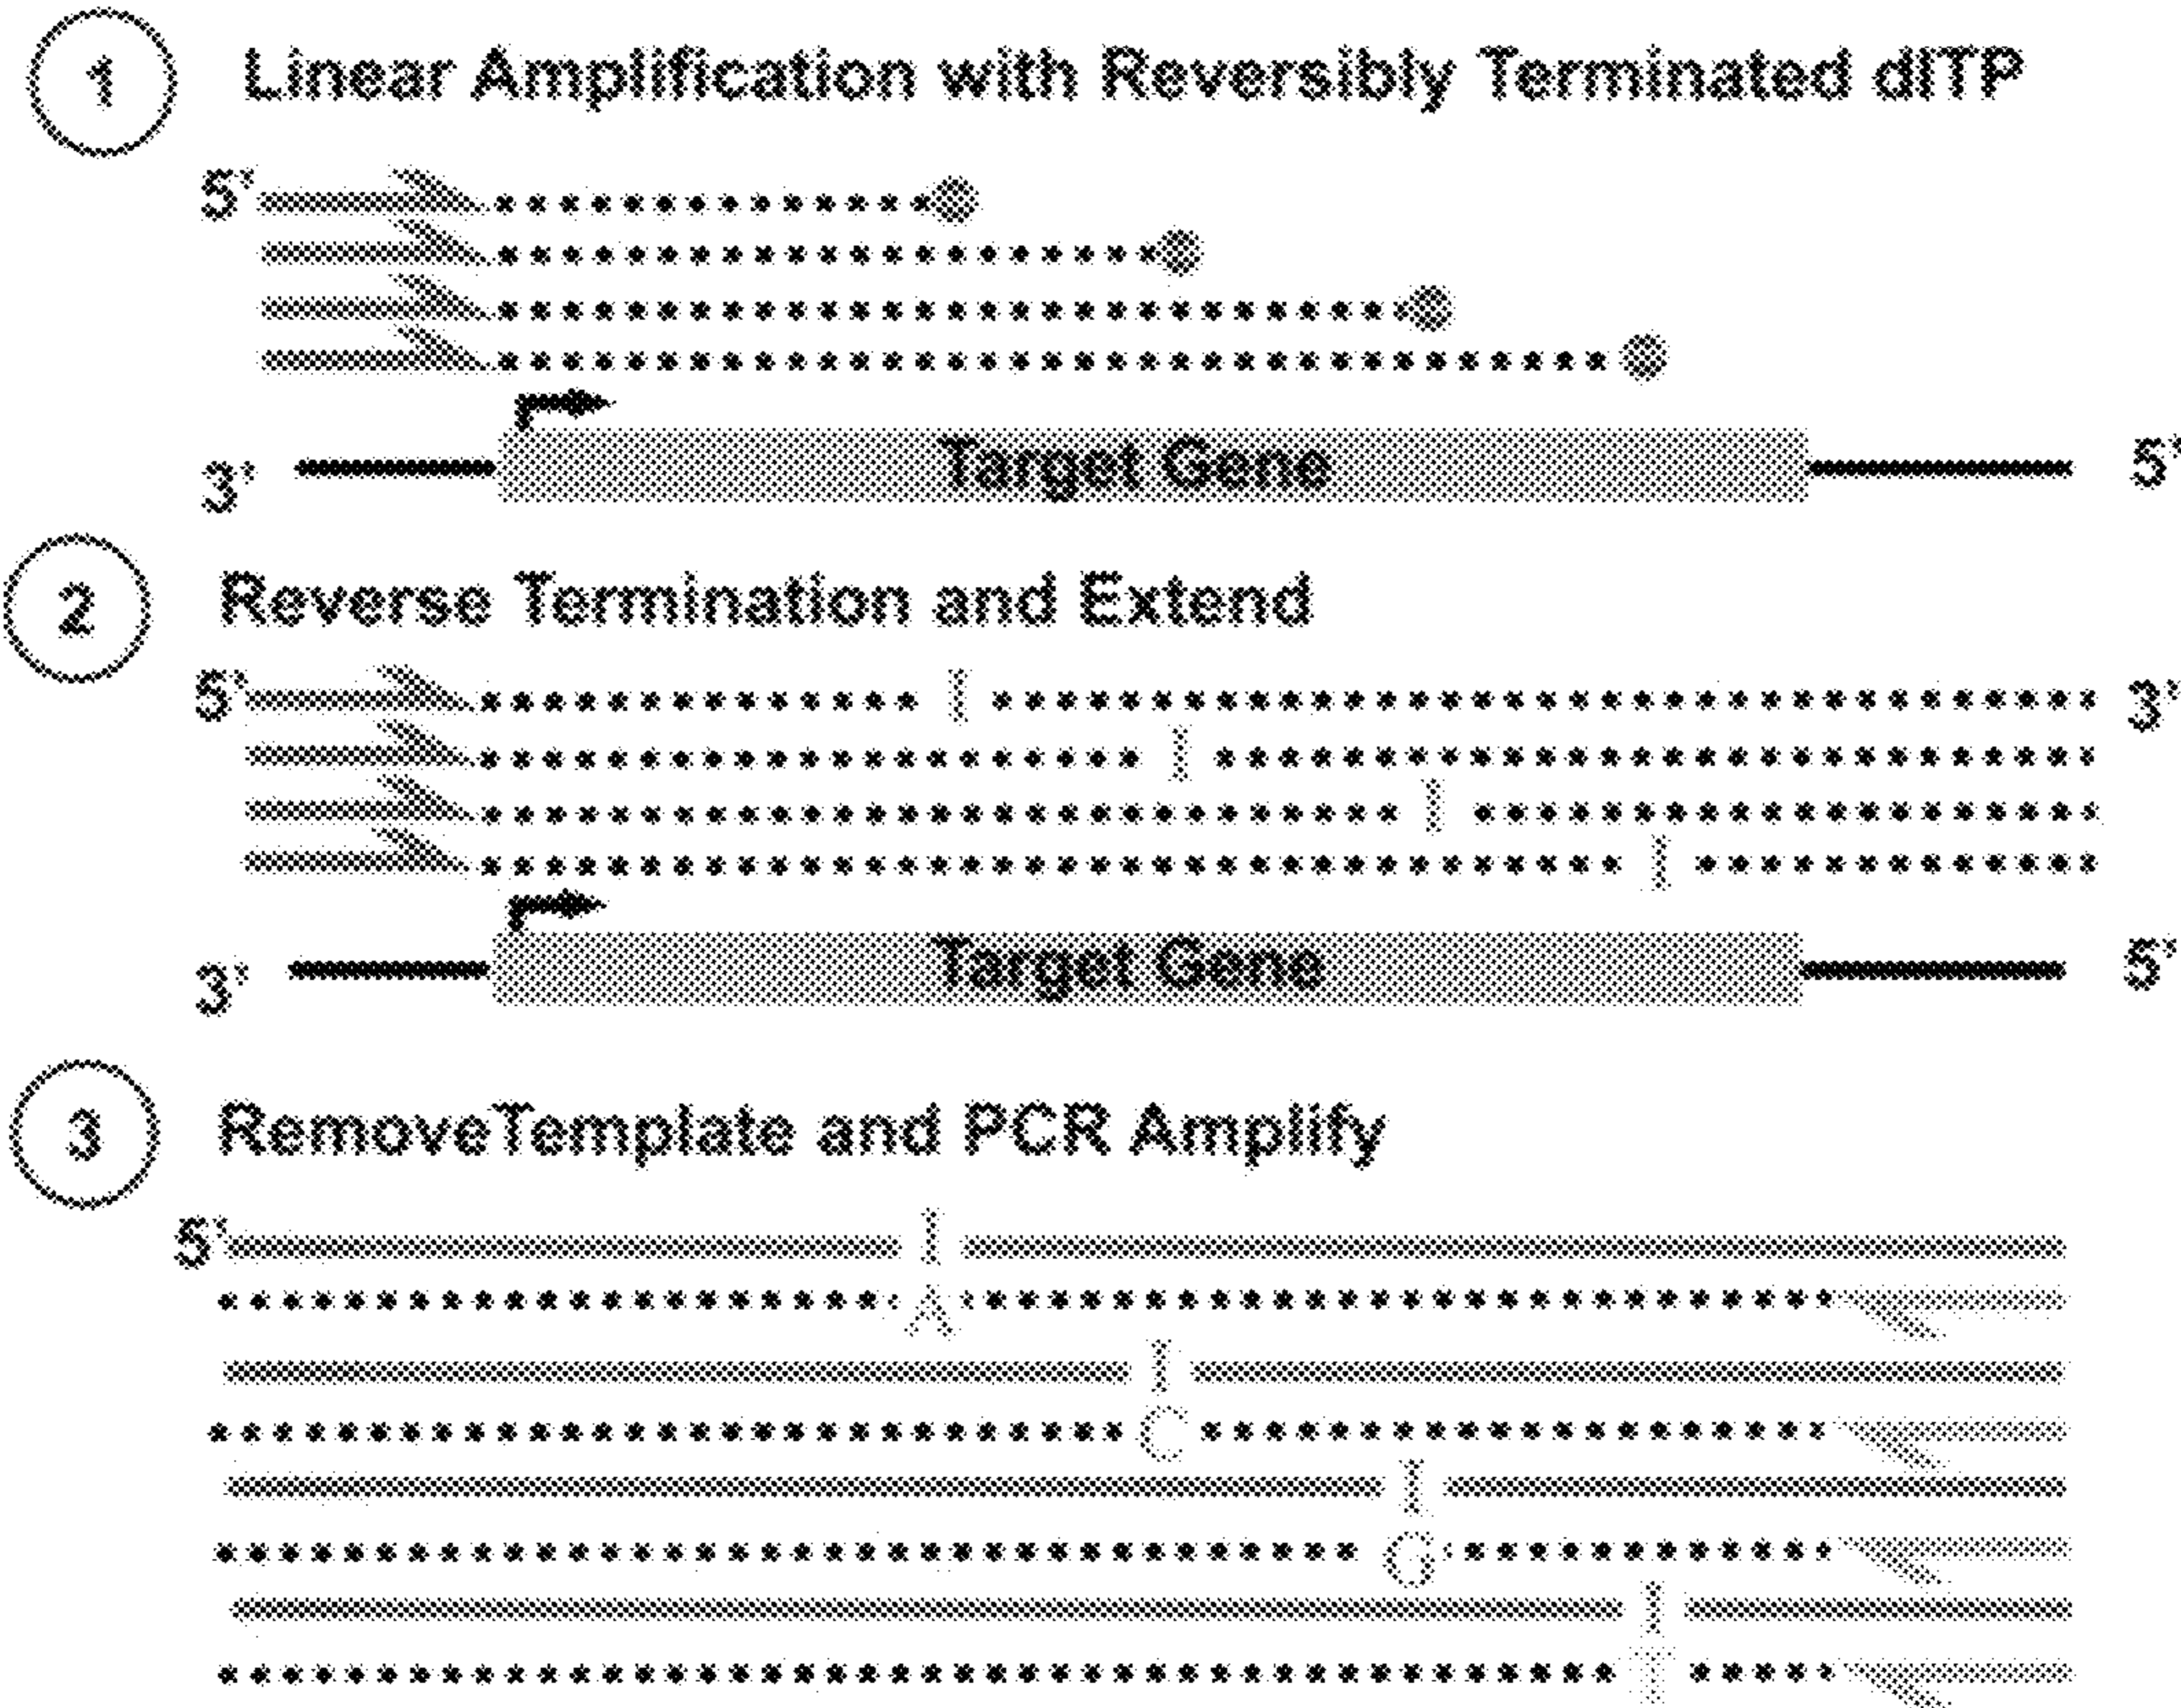 1 Linear Amplification with Reversibly Terminated dITP
5'
Target Gene
3' 5'
2 Reverse Termination and Extend
5' I 3'
I
I
I
Target Gene
3' 5'
3 RemoveTemplate and PCR Amplify
5' I
A
I
C
I
G
I
T